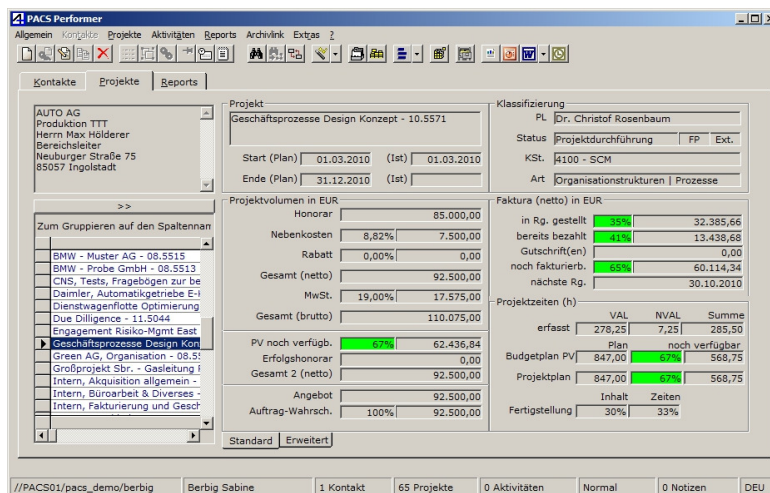 PACS Performer
Allgemein Kontakte Projekte Aktivitäten Reports Archivlink Extras ?
Kontakte Projekte Reports
AUTO AG
Produktion TTT
Herrn Max Hölderer
Bereichsleiter
Neuburger Straße 75
85057 Ingolstadt
>>
Zum Gruppieren auf den Spaltennan
BMW - Muster AG - 08.5515
BMW - Probe GmbH - 08.5513
CNS, Tests, Fragebögen zur be
Daimler, Automatikgetriebe E-
Dienstwagenflotte Optimierung
Due Dilligence - 11.5044
Engagement Risiko-Mgmt East
Geschäftsprozesse Design Kon
Green AG, Organisation - 08.5
Großprojekt Sbr. - Gasleitung
Intern, Akquisition allgemein -
Intern, Büroarbeit & Diverses -
Intern, Fakturierung und Gesch
Projekt
Geschäftsprozesse Design Konzept - 10.5571
Start (Plan) 01.03.2010 (Ist) 01.03.2010
Ende (Plan) 31.12.2010 (Ist)
Projektvolumen in EUR
Honorar 85.000,00
Nebenkosten 8,82% 7.500,00
Rabatt 0,00% 0,00
Gesamt (netto) 92.500,00
MwSt. 19,00% 17.575,00
Gesamt (brutto) 110.075,00
PV noch verfügb. 67% 62.436,84
Erfolgshonorar 0,00
Gesamt 2 (netto) 92.500,00
Angebot 92.500,00
Auftrag-Wahrsch. 100% 92.500,00
Standard Erweitert
Klassifizierung
PL Dr. Christof Rosenbaum
Status Projektdurchführung FP Ext.
KSt. 4100 - SCM
Art Organisationstrukturen | Prozesse
Faktura (netto) in EUR
in Rg. gestellt 35% 32.385,66
bereits bezahlt 41% 13.438,68
Gutschrift(en) 0,00
noch fakturierb. 65% 60.114,34
nächste Rg. 30.10.2010
Projektzeiten (h)
VAL NVAL Summe
erfasst 278,25 7,25 285,50
Plan noch verfügbar
Budgetplan PV 847,00 67% 568,75
Projektplan 847,00 67% 568,75
Inhalt Zeiten
Fertigstellung 30% 33%
//PACS01/pacs_demo/berbig Berbig Sabine 1 Kontakt 65 Projekte 0 Aktivitäten Normal 0 Notizen DEU